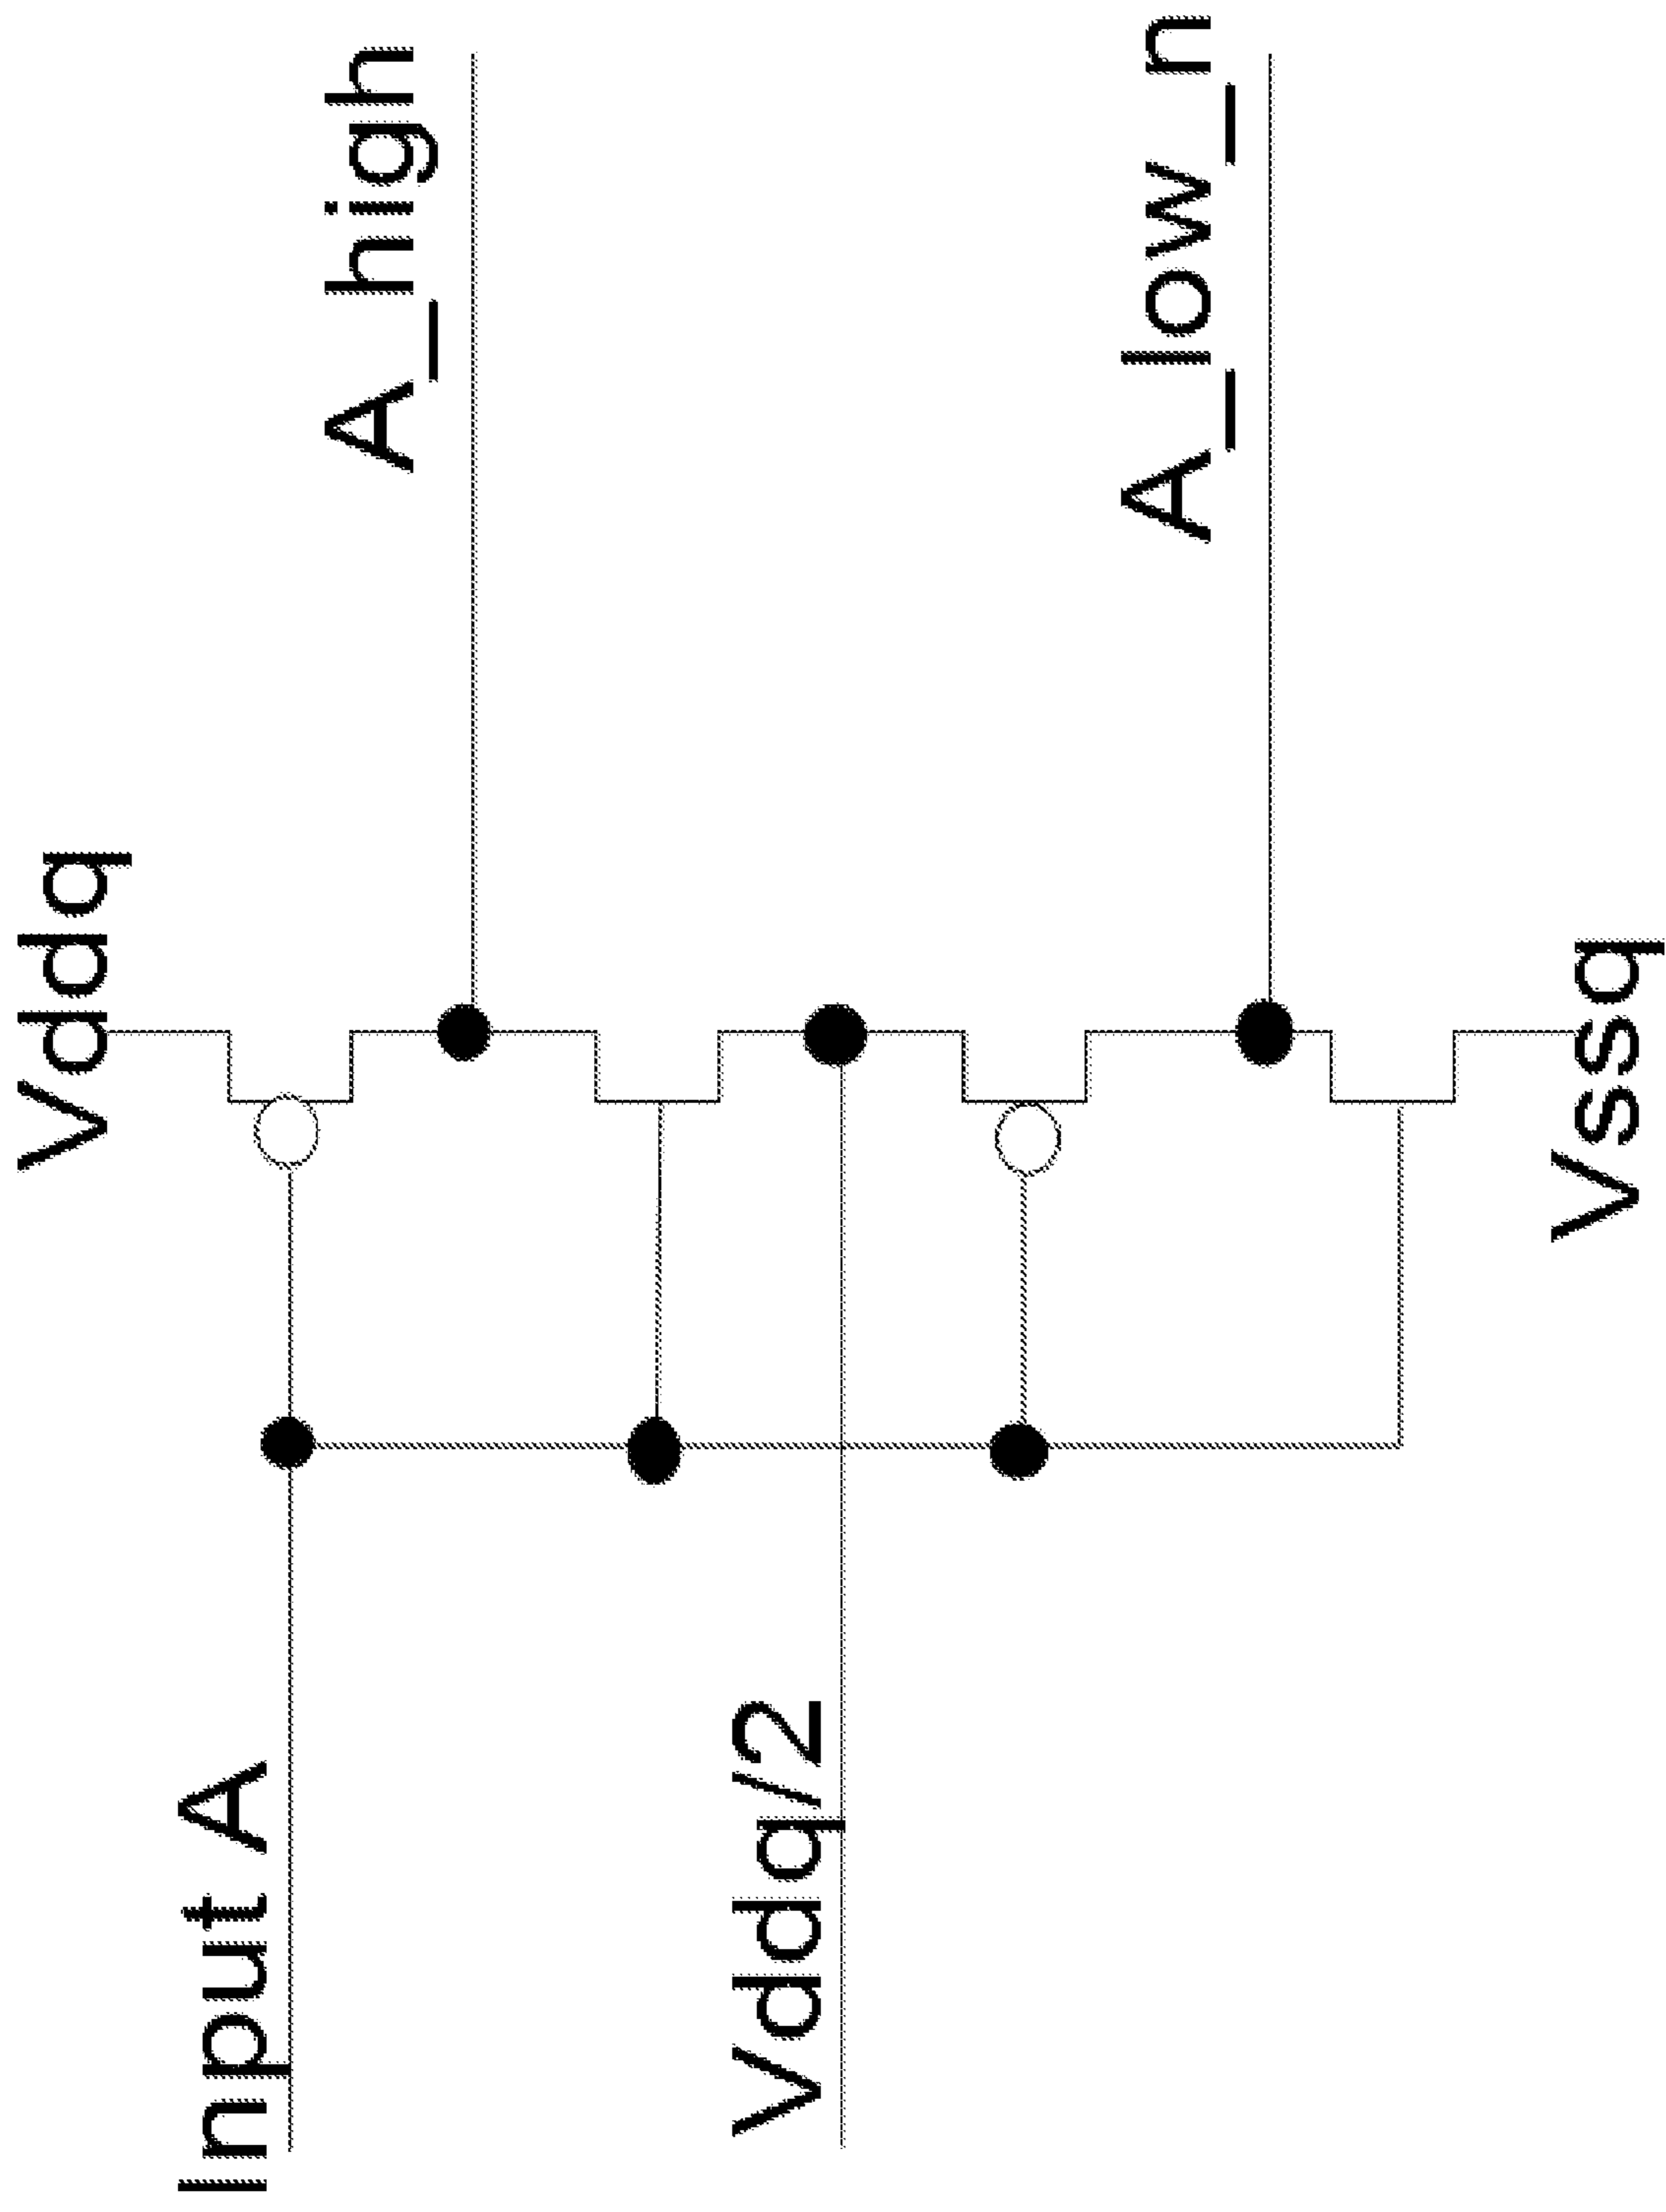 Vddq
Input A
A_high
Vddq/2
A_low_n
Vssq